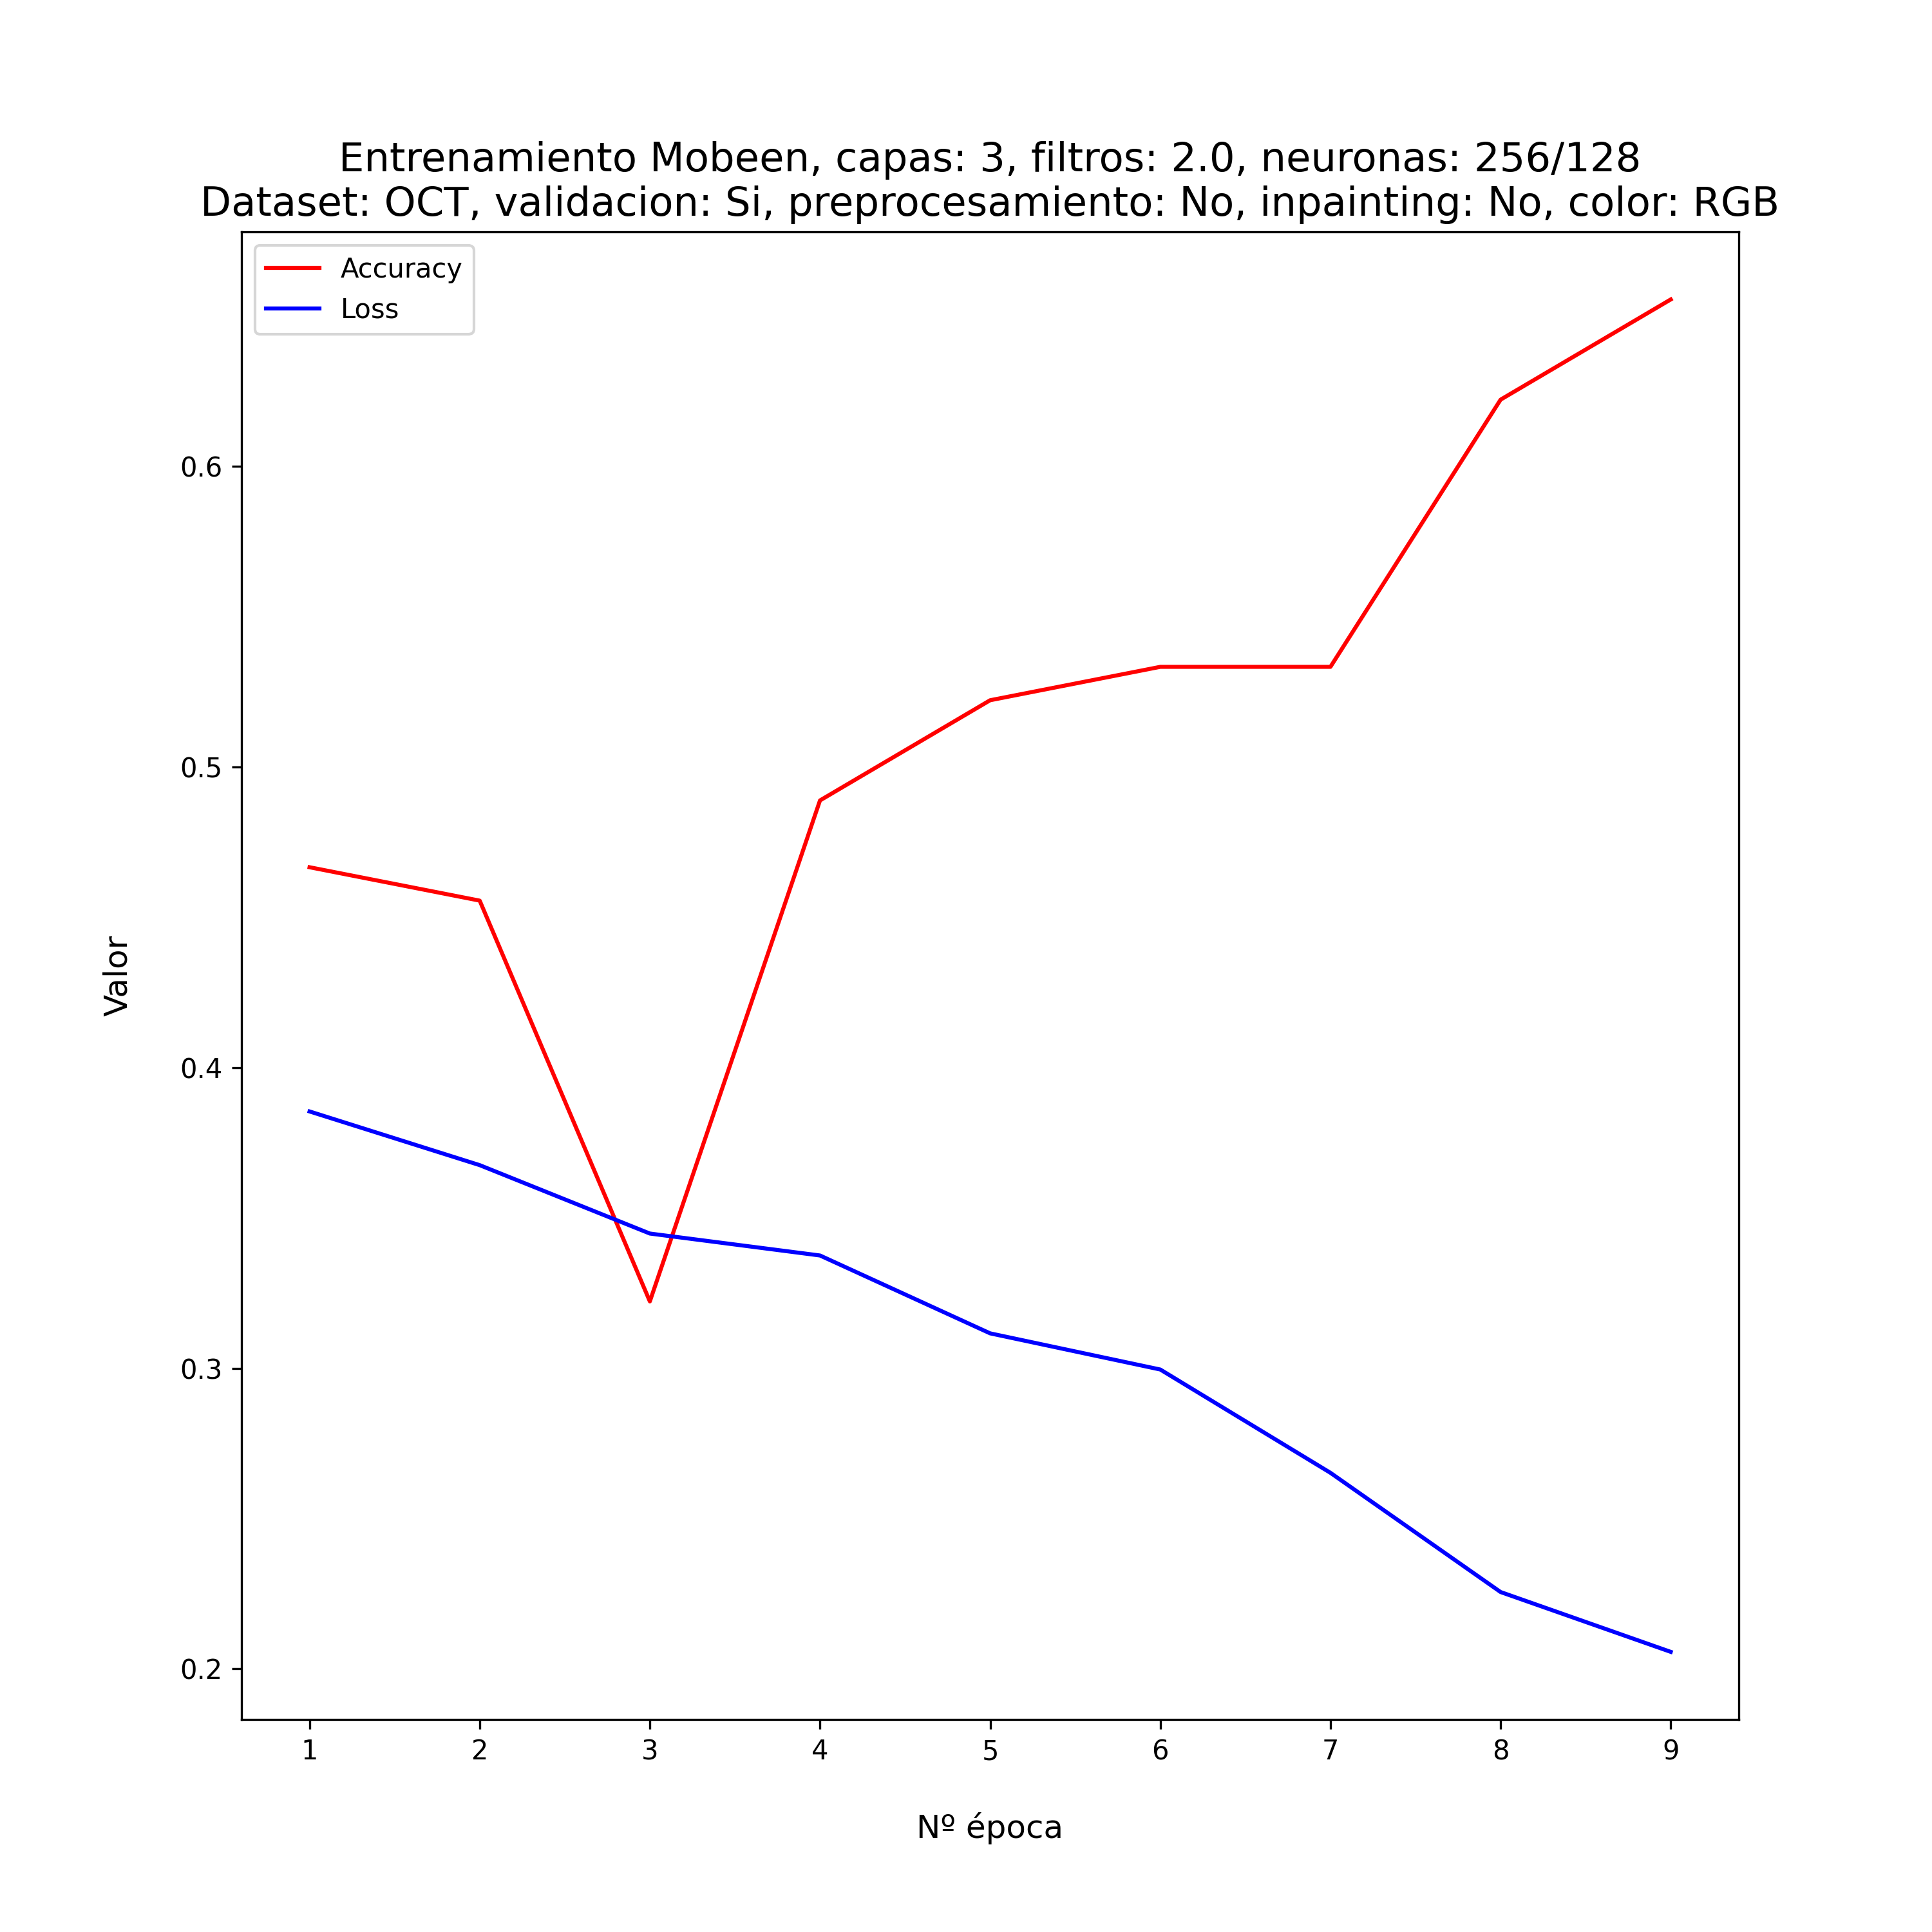 Entrenamiento Mobeen, capas: 3, filtros: 2.0, neuronas: 256/128
Dataset: OCT, validacion: Si, preprocesamiento: No, inpainting: No, color: RGB
Accuracy
Loss
0.6
0.5
0.4
0.3
0.2
Valor
1 2 3 4 5 6 7 8 9
Nº época